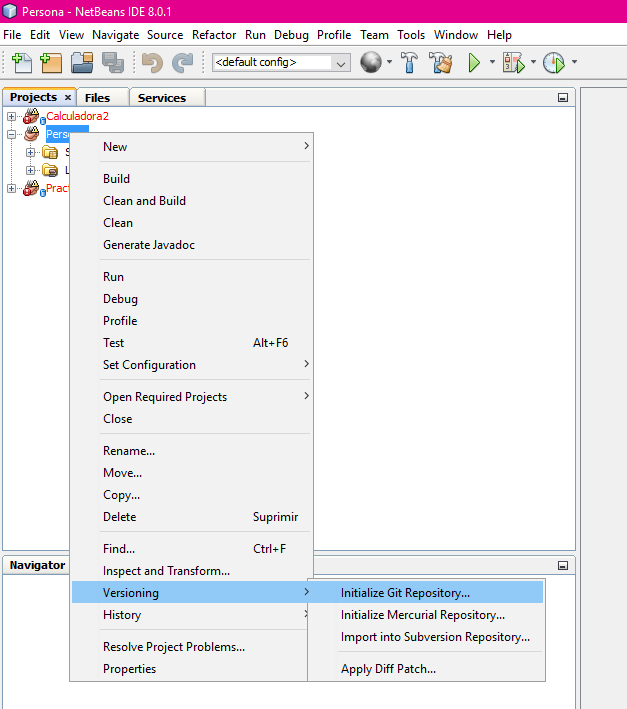 Persona - NetBeans IDE 8.0.1
File Edit View Navigate Source Refactor Run Debug Profile Team Tools Window Help
<default config>
Projects × Files Services
Calculadora2
New
Build
Clean and Build
Clean
Generate Javadoc
Run
Debug
Profile
Test Alt+F6
Set Configuration
Open Required Projects
Close
Rename...
Move...
Copy...
Delete Suprimir
Find... Ctrl+F
Navigator
Inspect and Transform...
Versioning Initialize Git Repository...
History Initialize Mercurial Repository...
Import into Subversion Repository...
Resolve Project Problems...
Properties Apply Diff Patch...